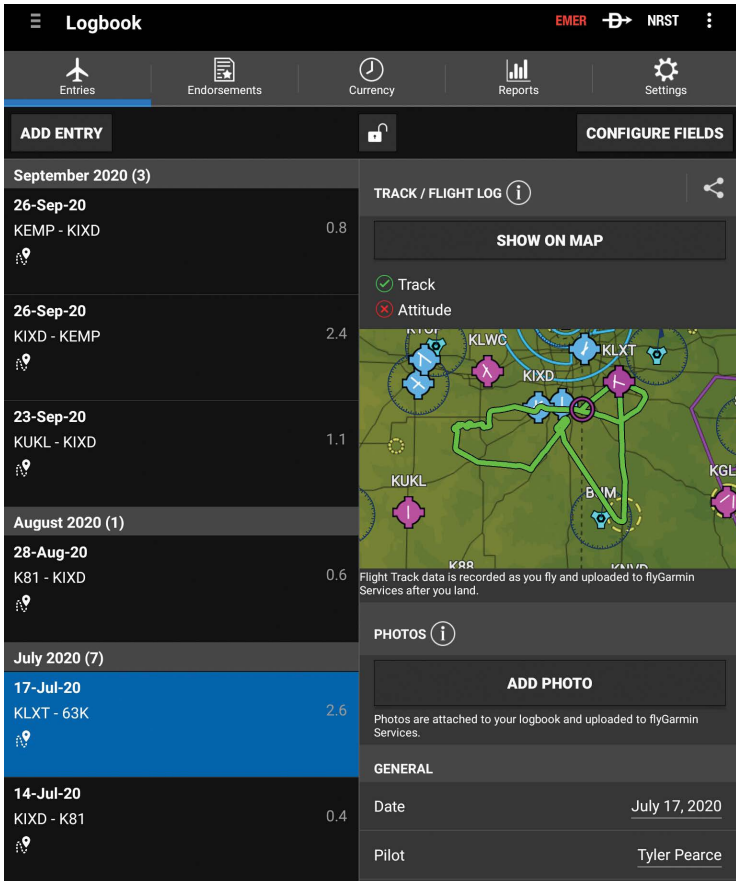 Logbook
EMER
NRST
Entries
Endorsements
Currency
Reports
Settings
ADD ENTRY
CONFIGURE FIELDS
September 2020 (3)
26-Sep-20
KEMP - KIXD
0.8
26-Sep-20
KIXD - KEMP
2.4
23-Sep-20
KUKL - KIXD
1.1
August 2020 (1)
28-Aug-20
K81 - KIXD
0.6
July 2020 (7)
17-Jul-20
KLXT - 63K
2.6
14-Jul-20
KIXD - K81
0.4
TRACK / FLIGHT LOG i
SHOW ON MAP
Track
Attitude
KLWC
KLXT
KIXD
KUKL
KGL
K88
Flight Track data is recorded as you fly and uploaded to flyGarmin
Services after you land.
PHOTOS i
ADD PHOTO
Photos are attached to your logbook and uploaded to flyGarmin
Services.
GENERAL
Date
July 17, 2020
Pilot
Tyler Pearce